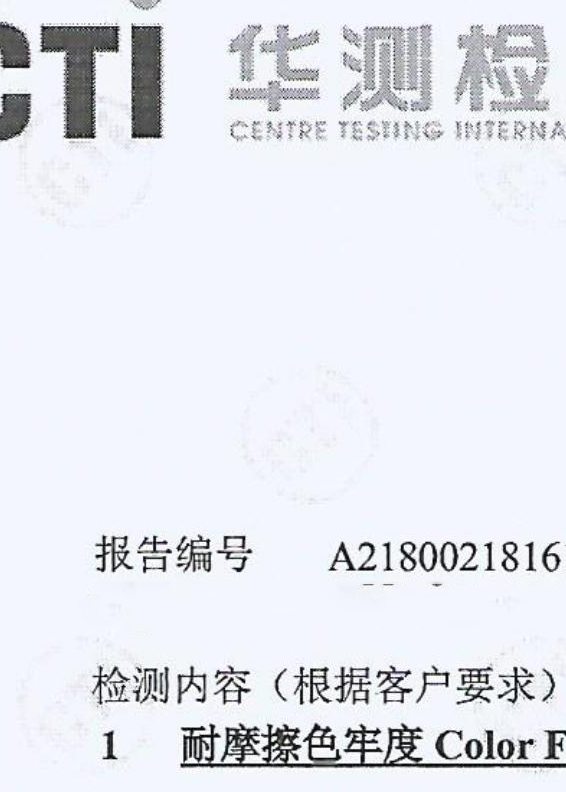 CTI 华测检
CENTRE TESTING INTERNA
报告编号 A2180021816
检测内容（根据客户要求）
1 耐摩擦色牢度 Color F